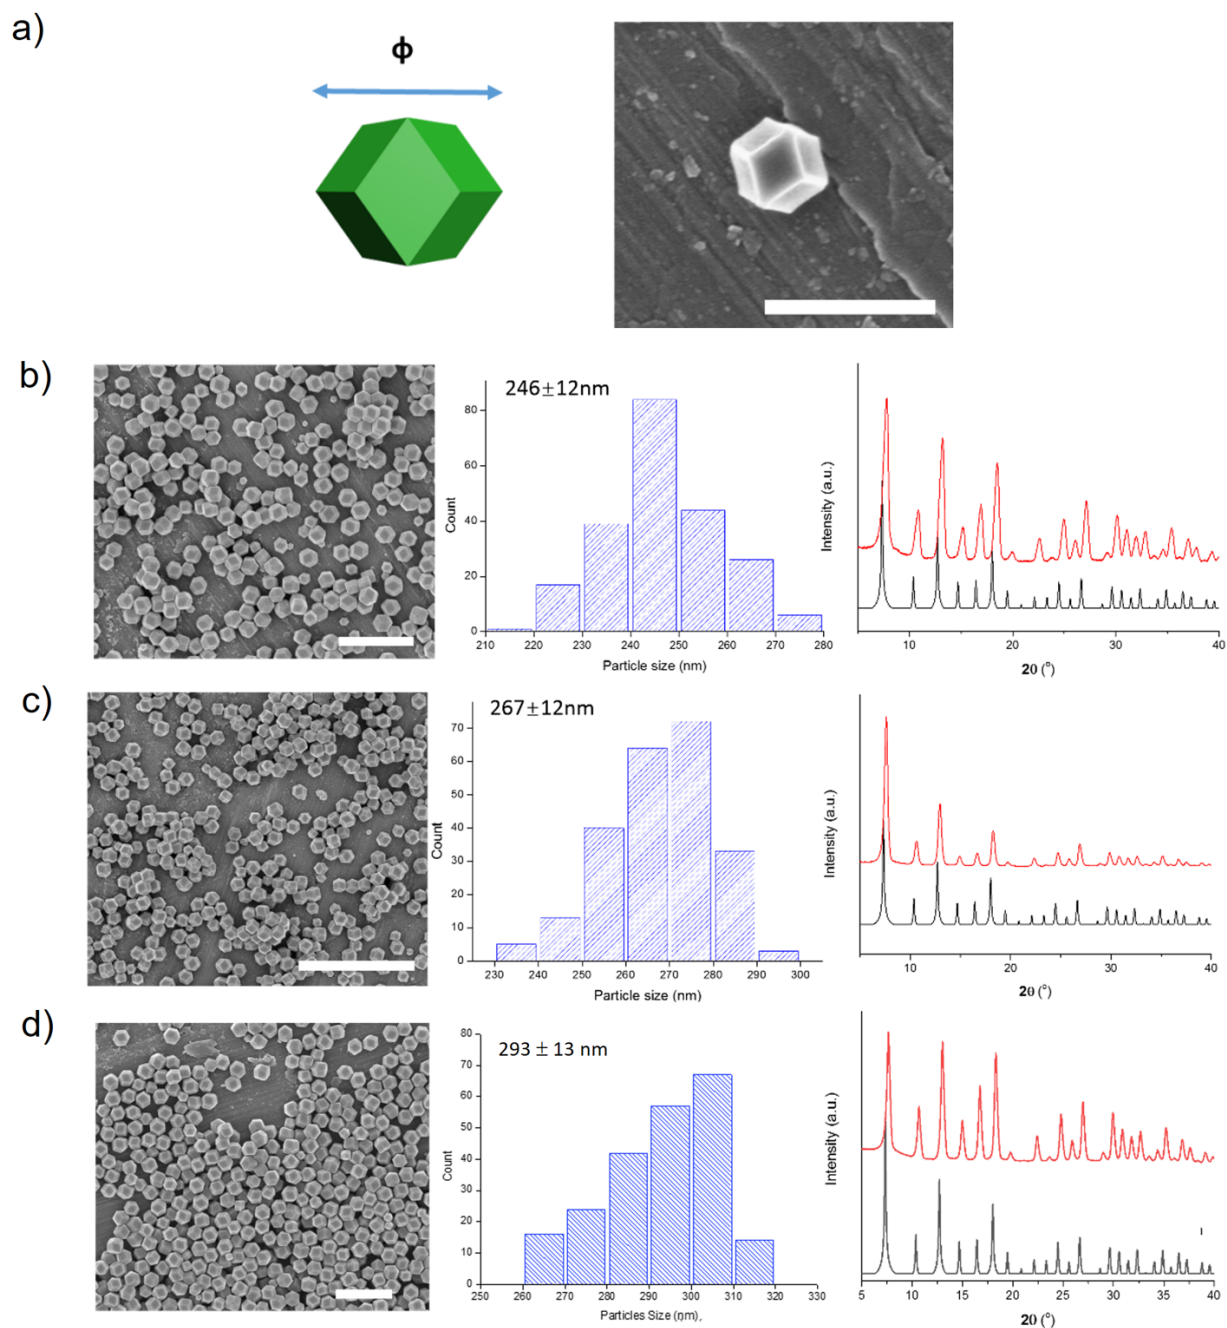 a)
ϕ
b)
246±12nm
80
60
40
20
0
Count
210 220 230 240 250 260 270 280
Particle size (nm)
Intensity (a.u.)
10 20 30 40
2θ (°)
c)
267±12nm
70
60
50
40
30
20
10
0
Count
230 240 250 260 270 280 290 300
Particle size (nm)
Intensity (a.u.)
10 20 30 40
2θ (°)
d)
293 ± 13 nm
80
70
60
50
40
30
20
10
0
Count
250 260 270 280 290 300 310 320 330
Particles Size (nm),
Intensity (a.u.)
5 10 15 20 25 30 35 40
2θ (°)